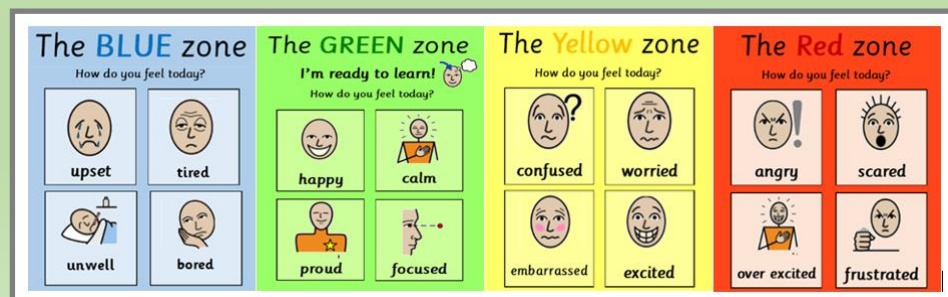 The BLUE zone
How do you feel today?
upset
tired
unwell
bored
The GREEN zone
I'm ready to learn!
How do you feel today?
happy
calm
proud
focused
The Yellow zone
How do you feel today?
?
confused
worried
embarrassed
excited
The Red zone
How do you feel today?
!
angry
scared
over excited
frustrated